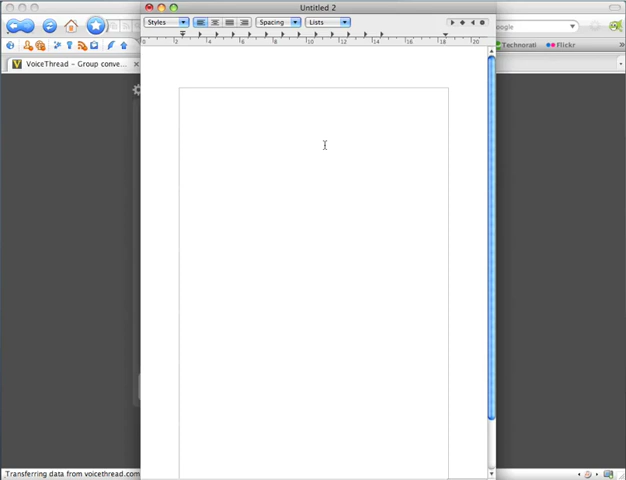 Untitled 2
Styles
Spacing
Lists
0 2 4 6 8 10 12 14 16 18 20
oogle
Technorati
Flickr
VoiceThread - Group conve...
Transferring data from voicethread.com